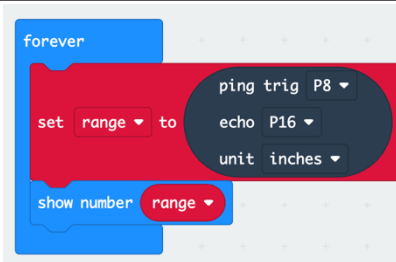 forever
ping trig P8
set range to echo P16
unit inches
show number range